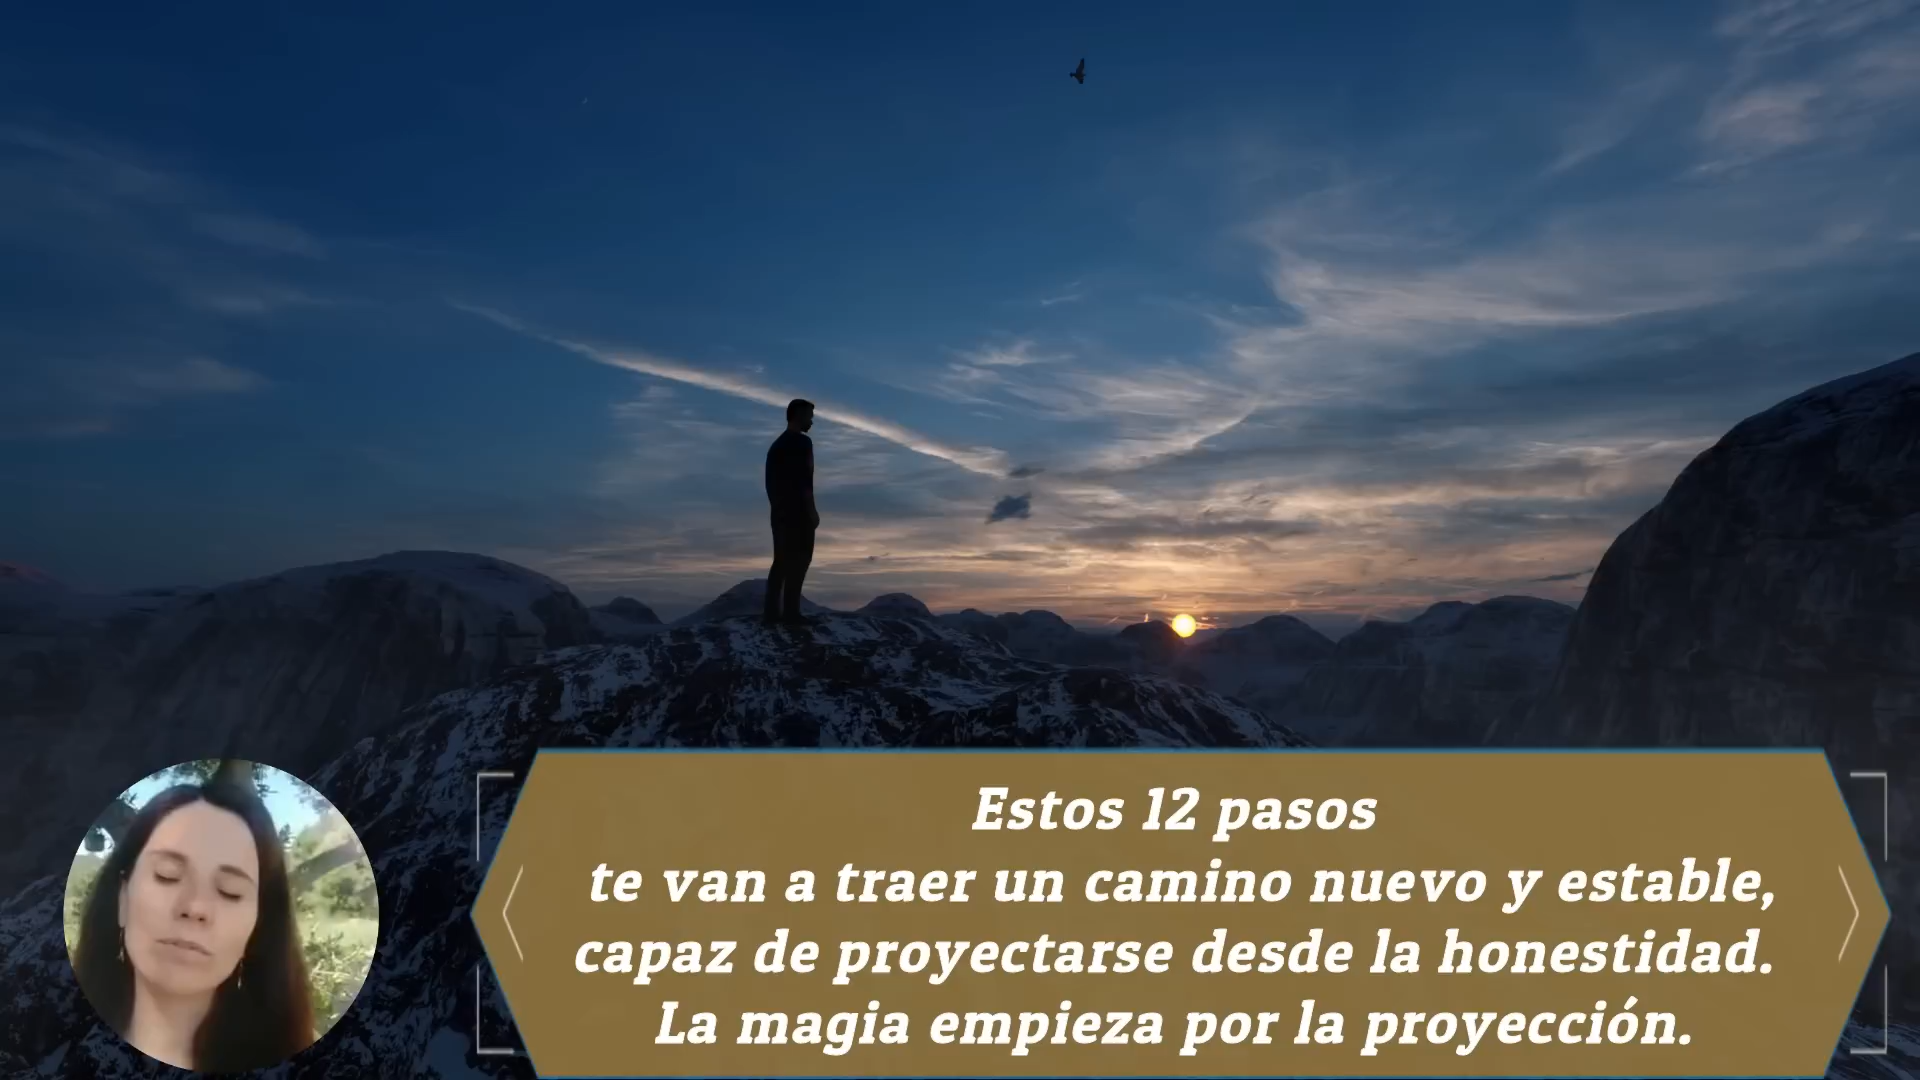 Estos 12 pasos
te van a traer un camino nuevo y estable,
capaz de proyectarse desde la honestidad.
La magia empieza por la proyección.